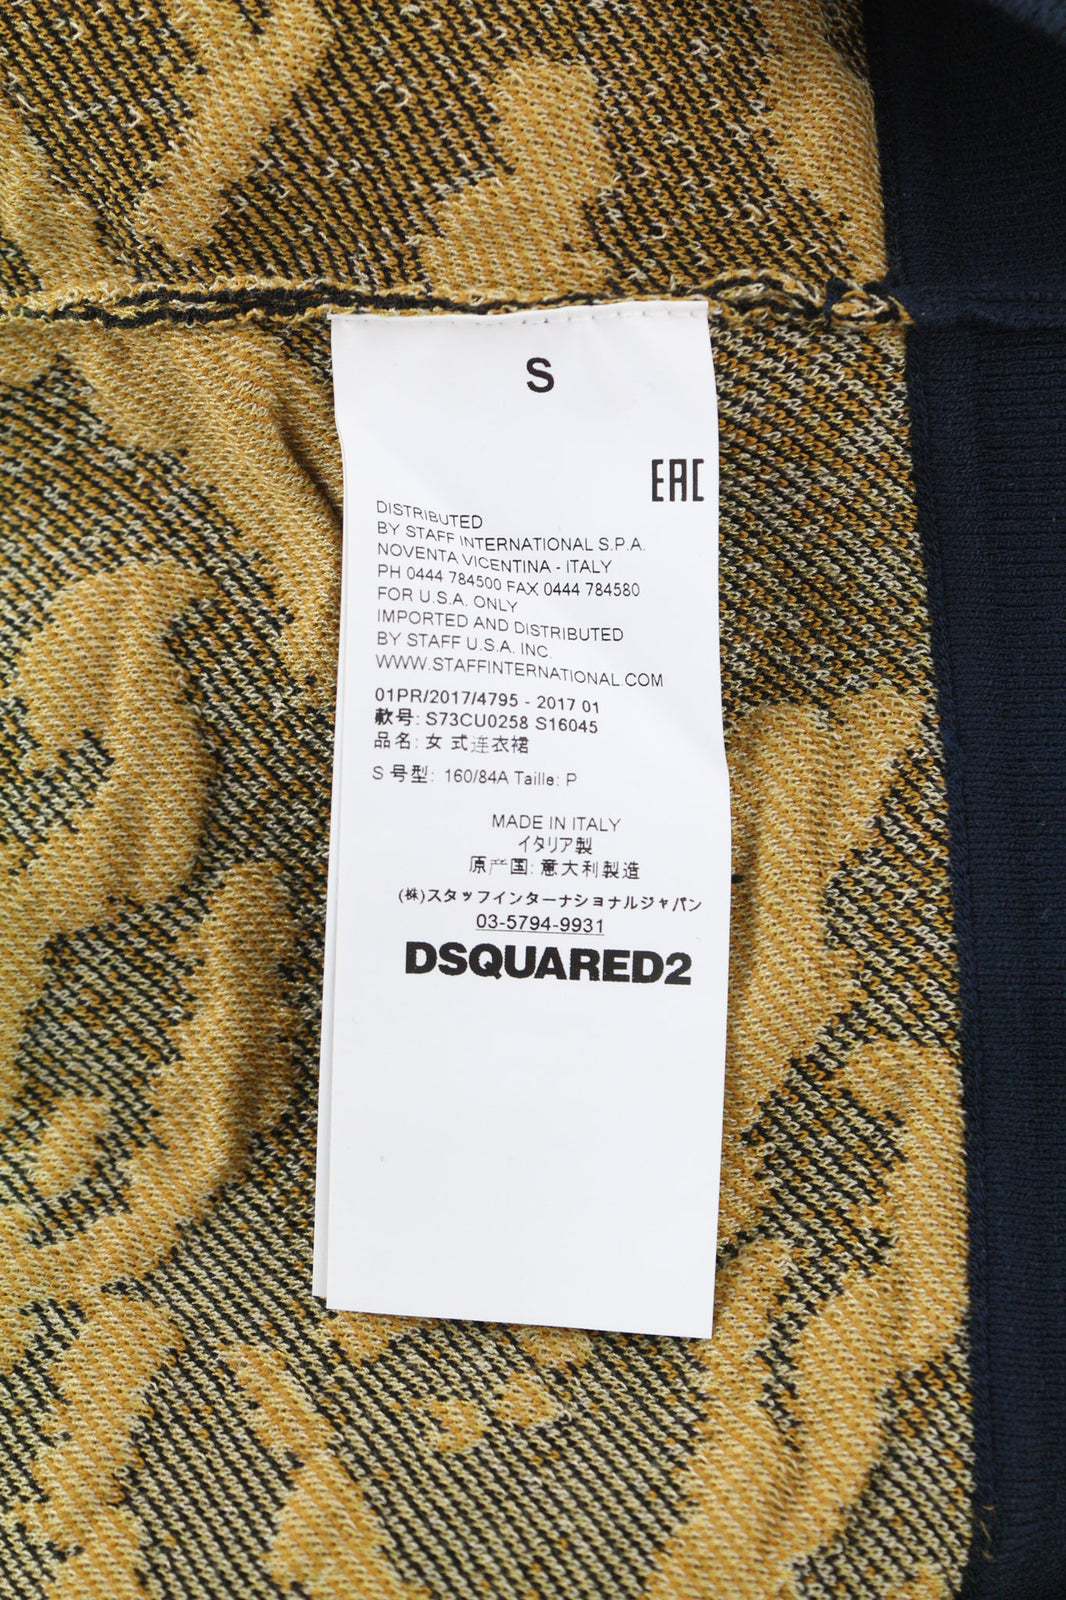 S
EAC
DISTRIBUTED
BY STAFF INTERNATIONAL S.P.A.
NOVENTA VICENTINA - ITALY
PH 0444 784500 FAX 0444 784580
FOR U.S.A. ONLY
IMPORTED AND DISTRIBUTED
BY STAFF U.S.A. INC.
WWW.STAFFINTERNATIONAL.COM
01PR/2017/4795 - 2017 01
款号: S73CU0258 S16045
品名: 女 式连衣裙
S 号型: 160/84A Taille: P
MADE IN ITALY
イタリア製
原产国: 意大利製造
(株)スタッフインターナショナルジャパン
03-5794-9931
DSQUARED2